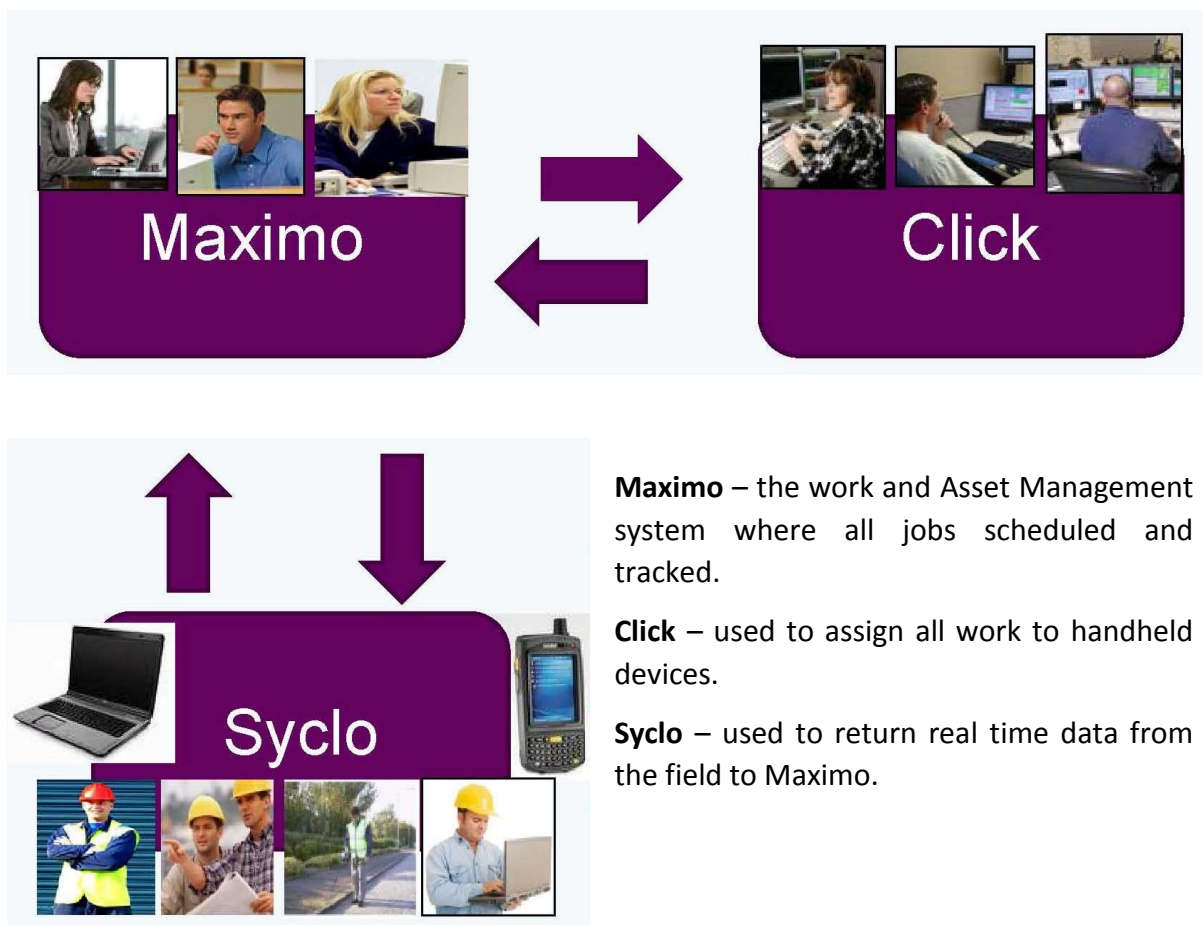 Maximo
Click
Maximo – the work and Asset Management
system where all jobs scheduled and
tracked.
Click – used to assign all work to handheld
devices.
Syclo – used to return real time data from
the field to Maximo.
Syclo